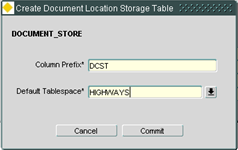 Create Document Location Storage Table
DOCUMENT_STORE
Column Prefix* DCST
Default Tablespace* HIGHWAYS
Cancel Commit